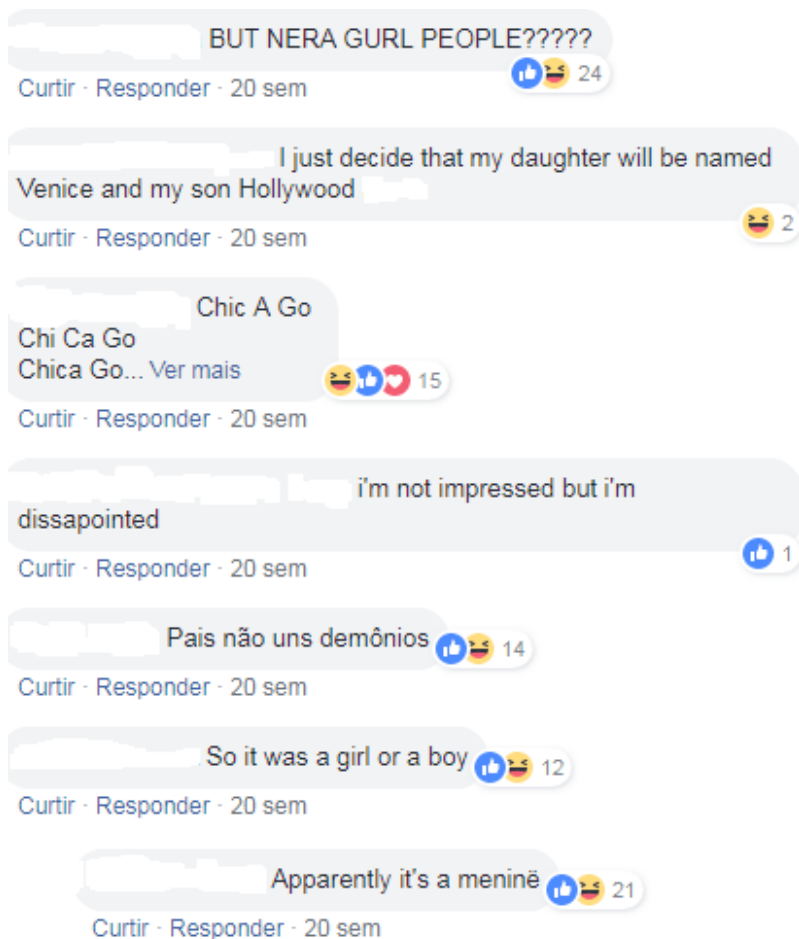 BUT NERA GURL PEOPLE?????
24
Curtir · Responder · 20 sem
I just decide that my daughter will be named
Venice and my son Hollywood
2
Curtir · Responder · 20 sem
Chic A Go
Chi Ca Go
Chica Go... Ver mais
15
Curtir · Responder · 20 sem
i'm not impressed but i'm
dissapointed
1
Curtir · Responder · 20 sem
Pais não uns demônios
14
Curtir · Responder · 20 sem
So it was a girl or a boy
12
Curtir · Responder · 20 sem
Apparently it's a meninë
21
Curtir · Responder · 20 sem